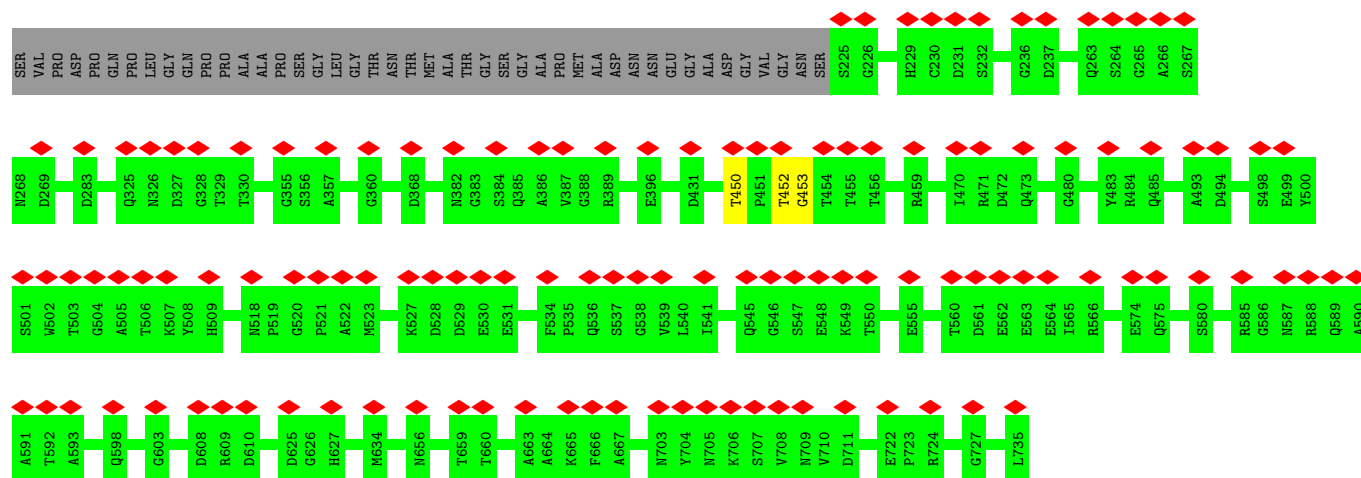 SER VAL PRO ASP PRO GLN PRO LEU GLY GLN PRO PRO ALA ALA PRO SER GLY LEU GLY THR ASN THR MET ALA THR GLY SER GLY ALA PRO MET ALA ASP ASN ASN GLU GLY ALA ASP GLY VAL GLY ASN SER S225 G226 H229 C230 D231 S232 G236 D237 Q263 S264 G265 A266 S267
N268 D269 D283 Q325 N326 D327 G328 T329 T330 G355 S356 A357 G360 D368 N382 G383 S384 Q385 A386 V387 G388 R389 E396 D431 T450 P451 T452 G453 T454 T455 T456 R459 I470 R471 D472 Q473 G480 Y483 R484 Q485 A493 D494 S498 E499 Y500
S501 W502 T503 G504 A505 T506 K507 Y508 H509 N518 P519 G520 P521 A522 M523 K527 D528 D529 E530 E531 F534 P535 Q536 S537 G538 V539 L540 I541 Q545 G546 S547 E548 K549 T550 E555 T560 D561 E562 E563 E564 I565 R566 E574 Q575 S580 R585 G586 N587 R588 Q589 A590
A591 T592 A593 Q598 G603 D608 R609 D610 D625 G626 H627 M634 N656 T659 T660 A663 A664 K665 F666 A667 N703 Y704 N705 K706 S707 V708 N709 V710 D711 E722 P723 R724 G727 L735